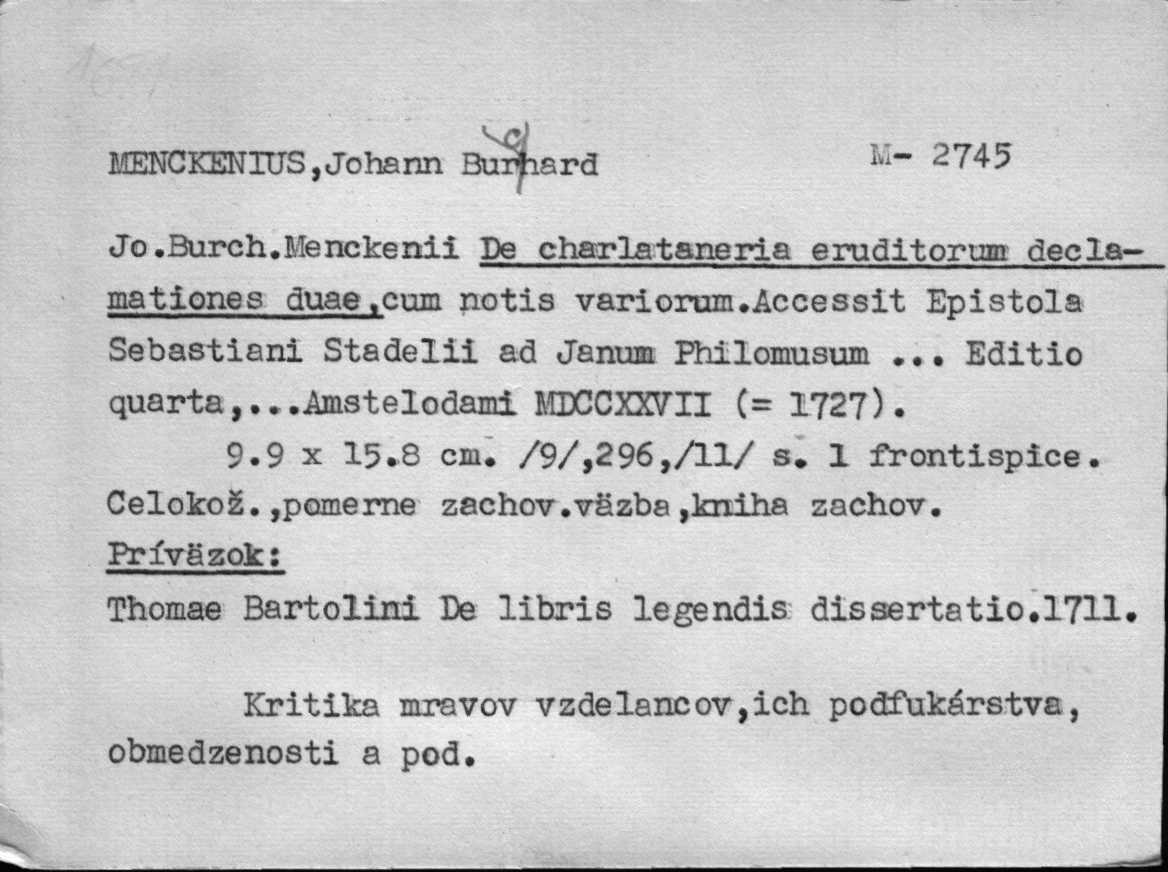 MENCKENIUS,Johann Burchard M- 2745
Jo.Burch.Menckenii De charlataneria eruditorum decla-
mationes duae,cum notis variorum.Accessit Epistola
Sebastiani Stadelii ad Janum Philomusum ... Editio
quarta,...Amstelodami MDCCXXVII (= 1727).
9.9 x 15.8 cm. /9/,296,/11/ s. 1 frontispice.
Celokož.,pomerne zachov.väzba,kniha zachov.
Príväzok:
Thomae Bartolini De libris legendis dissertatio.1711.
Kritika mravov vzdelancov,ich podfukárstva,
obmedzenosti a pod.